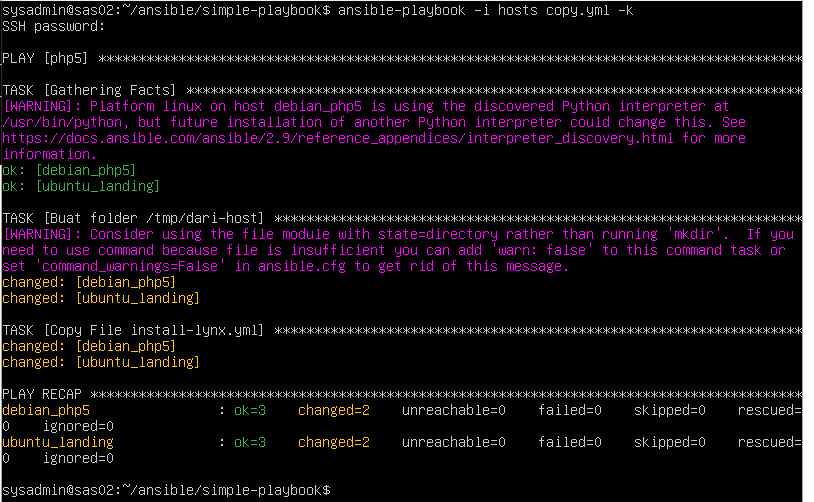 sysadmin@sas02:~/ansible/simple-playbook$ ansible-playbook -i hosts copy.yml -k
SSH password:
PLAY [php5] *************************************************************************************
TASK [Gathering Facts] **************************************************************************
[WARNING]: Platform linux on host debian_php5 is using the discovered Python interpreter at
/usr/bin/python, but future installation of another Python interpreter could change this. See
https://docs.ansible.com/ansible/2.9/reference_appendices/interpreter_discovery.html for more
information.
ok: [debian_php5]
ok: [ubuntu_landing]
TASK [Buat folder /tmp/dari-host] ***************************************************************
[WARNING]: Consider using the file module with state=directory rather than running 'mkdir'.  If you
need to use command because file is insufficient you can add 'warn: false' to this command task or
set 'command_warnings=False' in ansible.cfg to get rid of this message.
changed: [debian_php5]
changed: [ubuntu_landing]
TASK [Copy File install-lynx.yml] ***************************************************************
changed: [debian_php5]
changed: [ubuntu_landing]
PLAY RECAP **************************************************************************************
debian_php5                : ok=3    changed=2    unreachable=0    failed=0    skipped=0    rescued=
0    ignored=0
ubuntu_landing             : ok=3    changed=2    unreachable=0    failed=0    skipped=0    rescued=
0    ignored=0
sysadmin@sas02:~/ansible/simple-playbook$